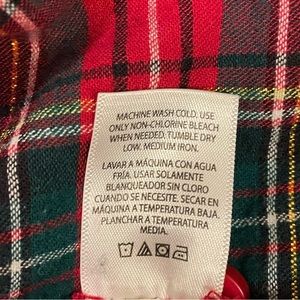 MACHINE WASH COLD. USE
ONLY NON-CHLORINE BLEACH
WHEN NEEDED. TUMBLE DRY
LOW. MEDIUM IRON.
LAVAR A MÁQUINA CON AGUA
FRÍA. USAR SOLAMENTE
BLANQUEADOR SIN CLORO
CUANDO SE NECESITE. SECAR EN
MÁQUINA A TEMPERATURA BAJA.
PLANCHAR A TEMPERATURA
MEDIA.